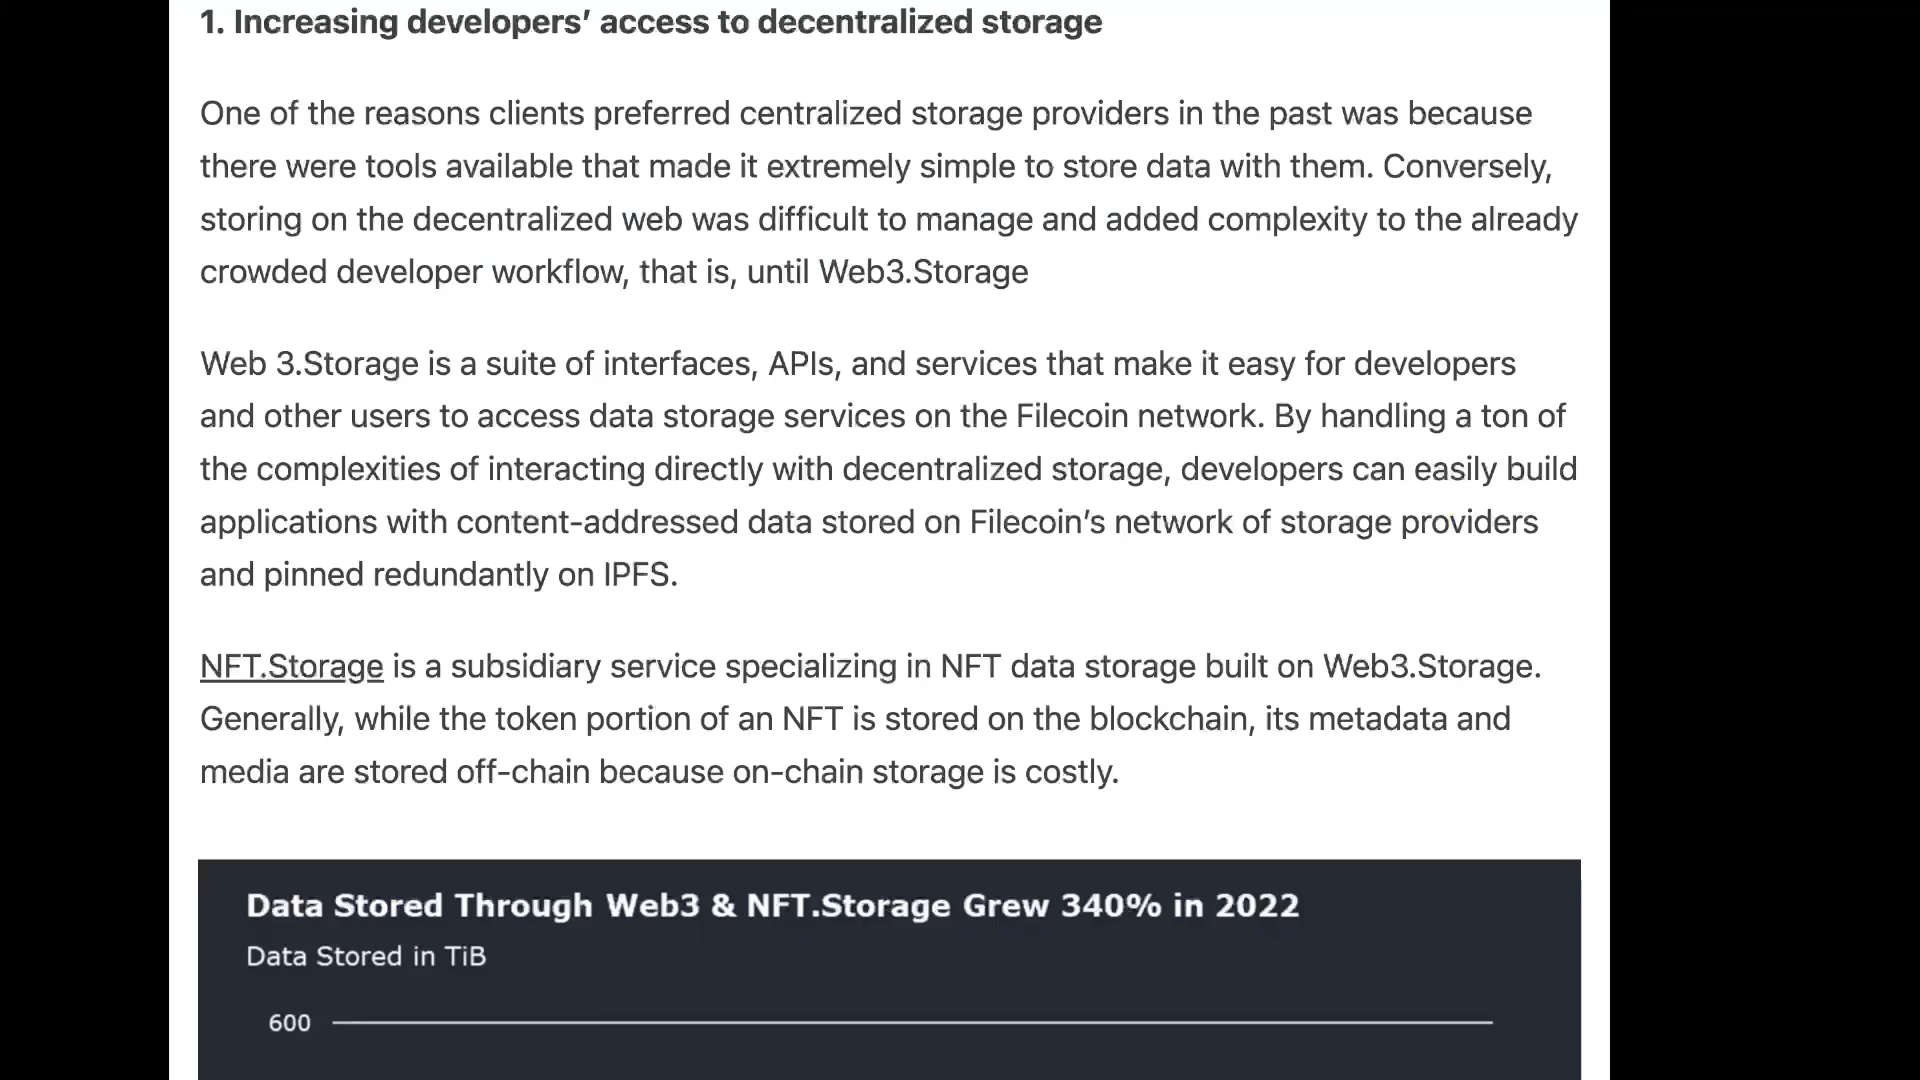 1. Increasing developers’ access to decentralized storage
One of the reasons clients preferred centralized storage providers in the past was because
there were tools available that made it extremely simple to store data with them. Conversely,
storing on the decentralized web was difficult to manage and added complexity to the already
crowded developer workflow, that is, until Web3.Storage
Web 3.Storage is a suite of interfaces, APIs, and services that make it easy for developers
and other users to access data storage services on the Filecoin network. By handling a ton of
the complexities of interacting directly with decentralized storage, developers can easily build
applications with content-addressed data stored on Filecoin’s network of storage providers
and pinned redundantly on IPFS.
NFT.Storage is a subsidiary service specializing in NFT data storage built on Web3.Storage.
Generally, while the token portion of an NFT is stored on the blockchain, its metadata and
media are stored off-chain because on-chain storage is costly.
Data Stored Through Web3 & NFT.Storage Grew 340% in 2022
Data Stored in TiB
600